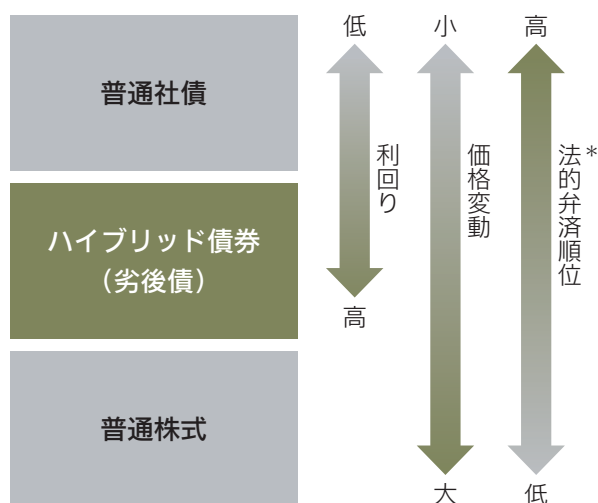 低
小
高
普通社債
利回り
価格変動
法的弁済順位*
ハイブリッド債券
（劣後債）
高
普通株式
大
低